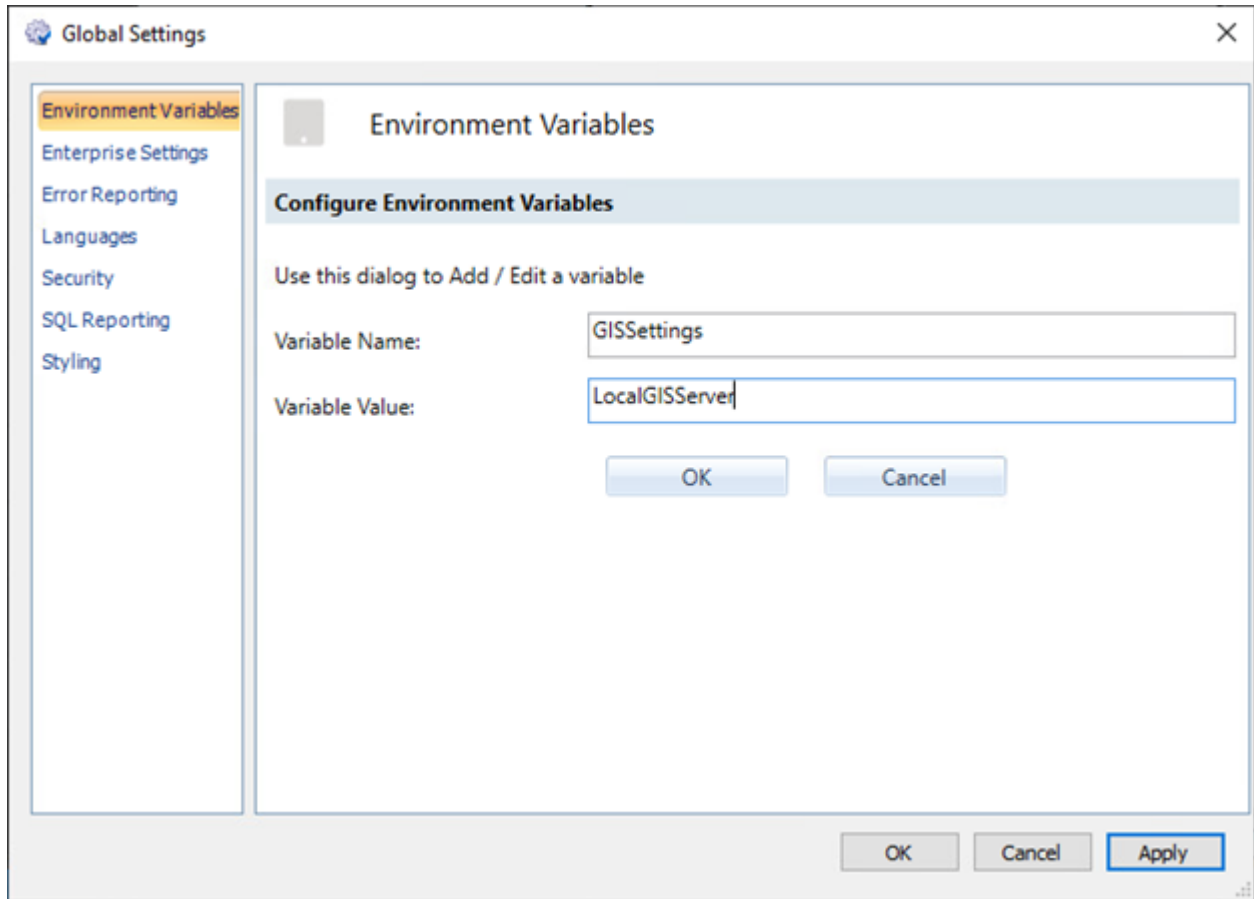 Global Settings
Environment Variables
Enterprise Settings
Error Reporting
Languages
Security
SQL Reporting
Styling
Environment Variables
Configure Environment Variables
Use this dialog to Add / Edit a variable
Variable Name: GISSettings
Variable Value: LocalGISServer
OK Cancel
OK Cancel Apply